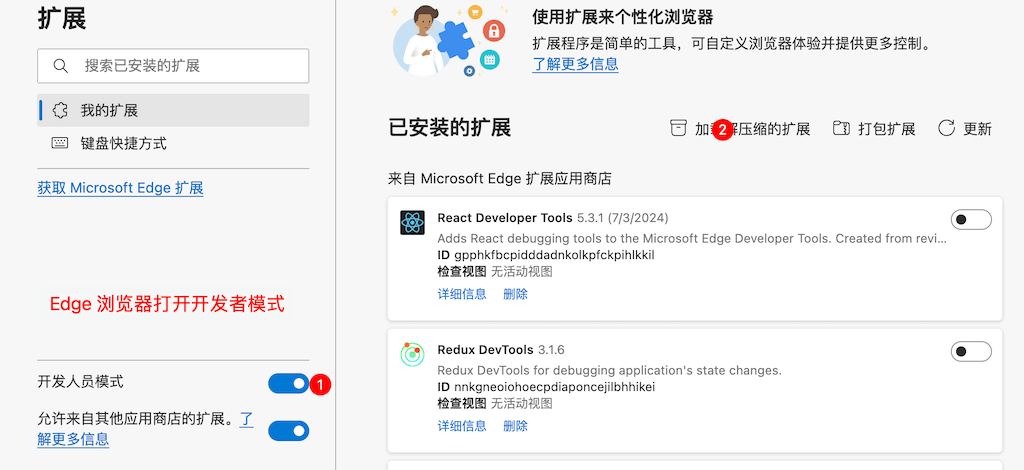 扩展
搜索已安装的扩展
我的扩展
键盘快捷方式
获取 Microsoft Edge 扩展
Edge 浏览器打开开发者模式
开发人员模式
1
允许来自其他应用商店的扩展。了
解更多信息
使用扩展来个性化浏览器
扩展程序是简单的工具，可自定义浏览器体验并提供更多控制。
了解更多信息
已安装的扩展
加载解压缩的扩展
2
打包扩展
更新
来自 Microsoft Edge 扩展应用商店
React Developer Tools 5.3.1 (7/3/2024)
Adds React debugging tools to the Microsoft Edge Developer Tools. Created from revi...
ID gpphkfbcpidddadnkolkpfckpihlkkil
检查视图 无活动视图
详细信息 删除
Redux DevTools 3.1.6
Redux DevTools for debugging application's state changes.
ID nnkgneoiohoecpdiaponcejilbhhikei
检查视图 无活动视图
详细信息 删除